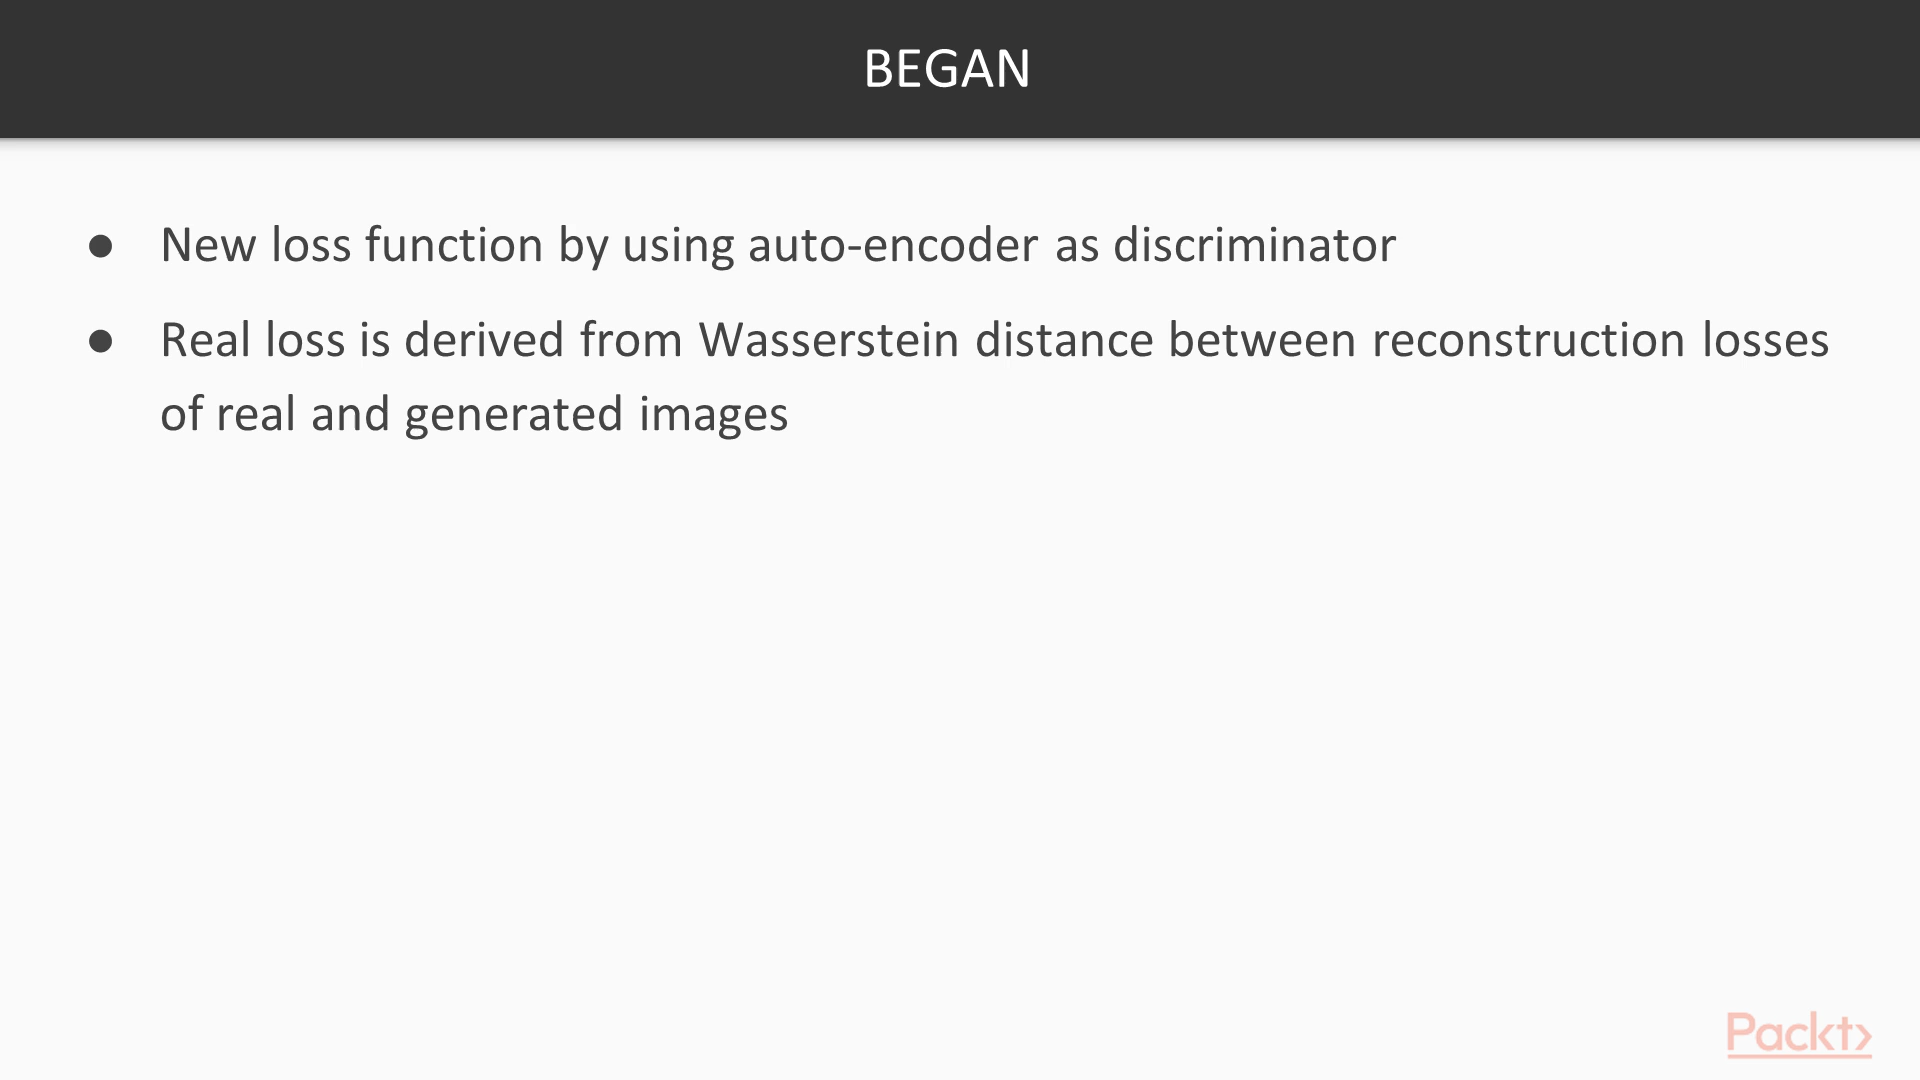 BEGAN
● New loss function by using auto-encoder as discriminator
● Real loss is derived from Wasserstein distance between reconstruction losses
of real and generated images
Packt>